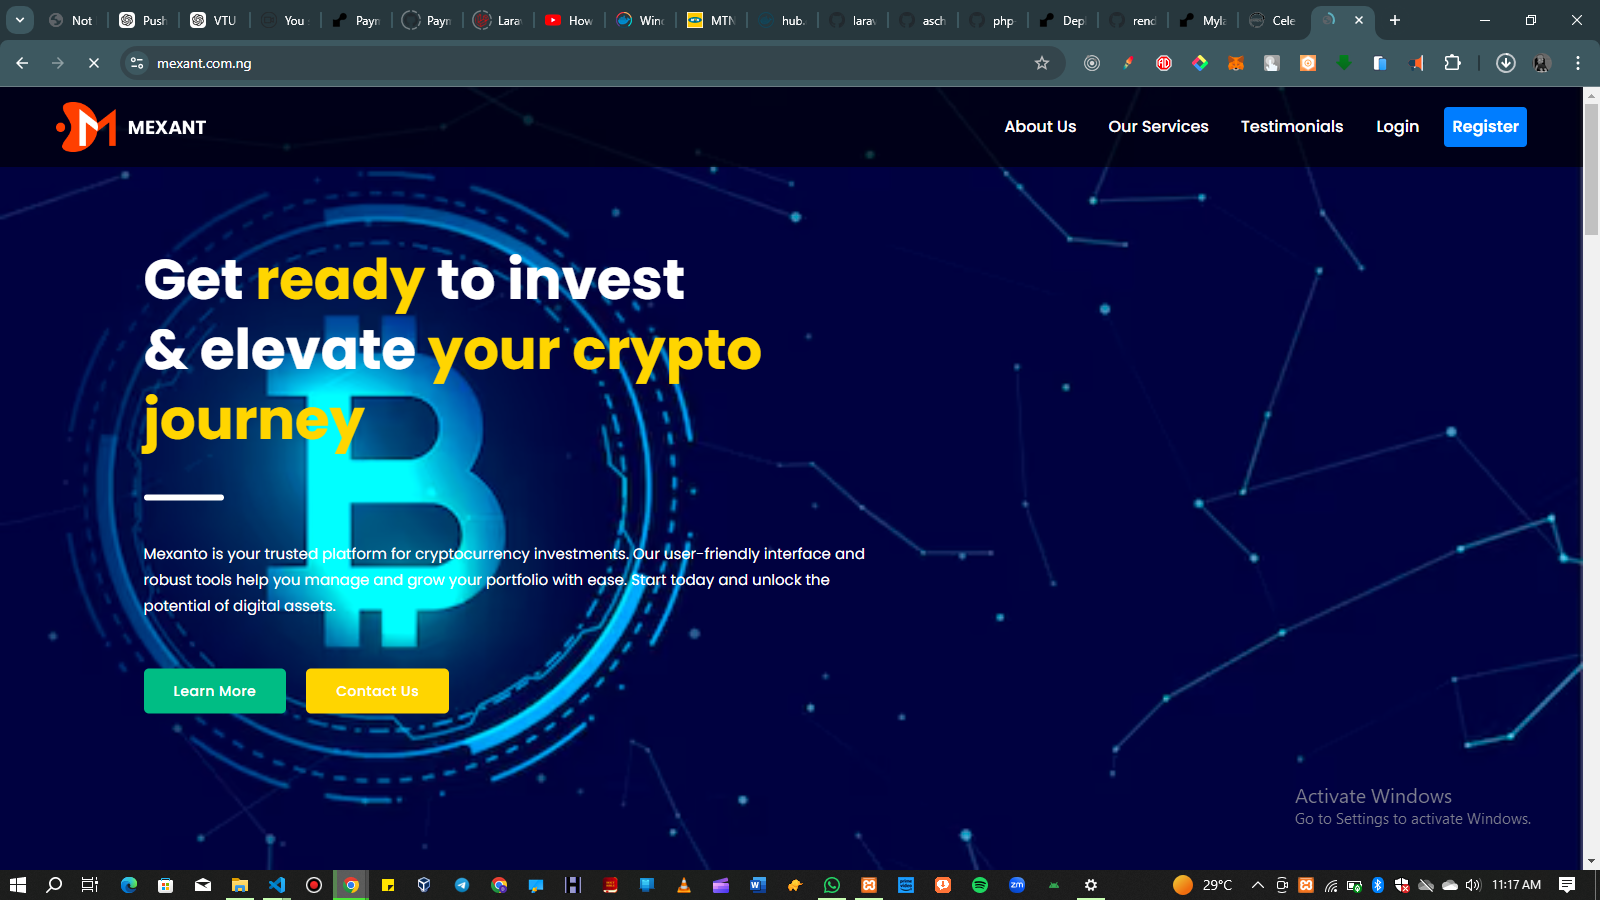 Not
Push
VTU
You
Payn
Payn
Lara
How
Wind
MTN
hub.
larav
asch
php
Depl
rend
Myla
Cele
mexant.com.ng
MEXANT
About Us
Our Services
Testimonials
Login
Register
Get ready to invest
& elevate your crypto
journey
Mexanto is your trusted platform for cryptocurrency investments. Our user-friendly interface and
robust tools help you manage and grow your portfolio with ease. Start today and unlock the
potential of digital assets.
Learn More
Contact Us
Activate Windows
Go to Settings to activate Windows.
29°C
11:17 AM